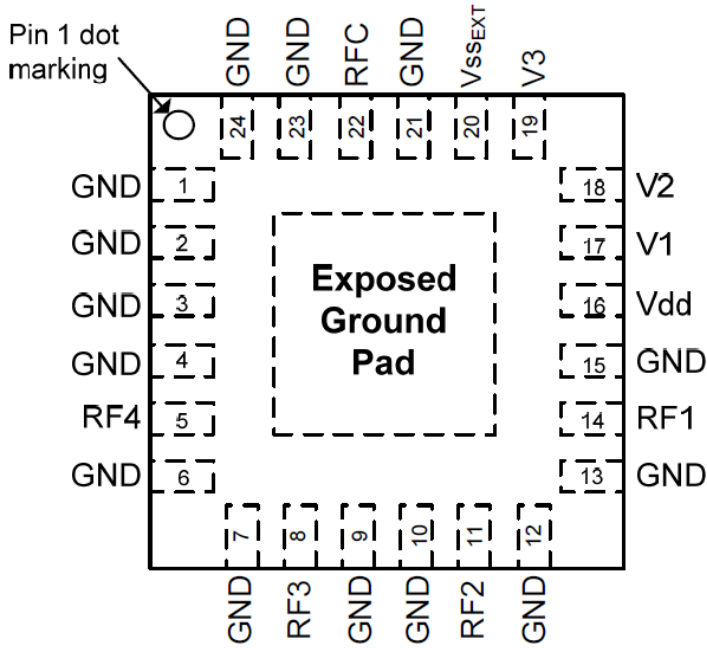 Pin 1 dot
marking
GND
GND
RFC
GND
VssEXT
V3
24
23
22
21
20
19
GND 1
18 V2
GND 2
17 V1
GND 3
16 Vdd
GND 4
15 GND
RF4 5
14 RF1
GND 6
13 GND
Exposed
Ground
Pad
7
8
9
10
11
12
GND
RF3
GND
GND
RF2
GND